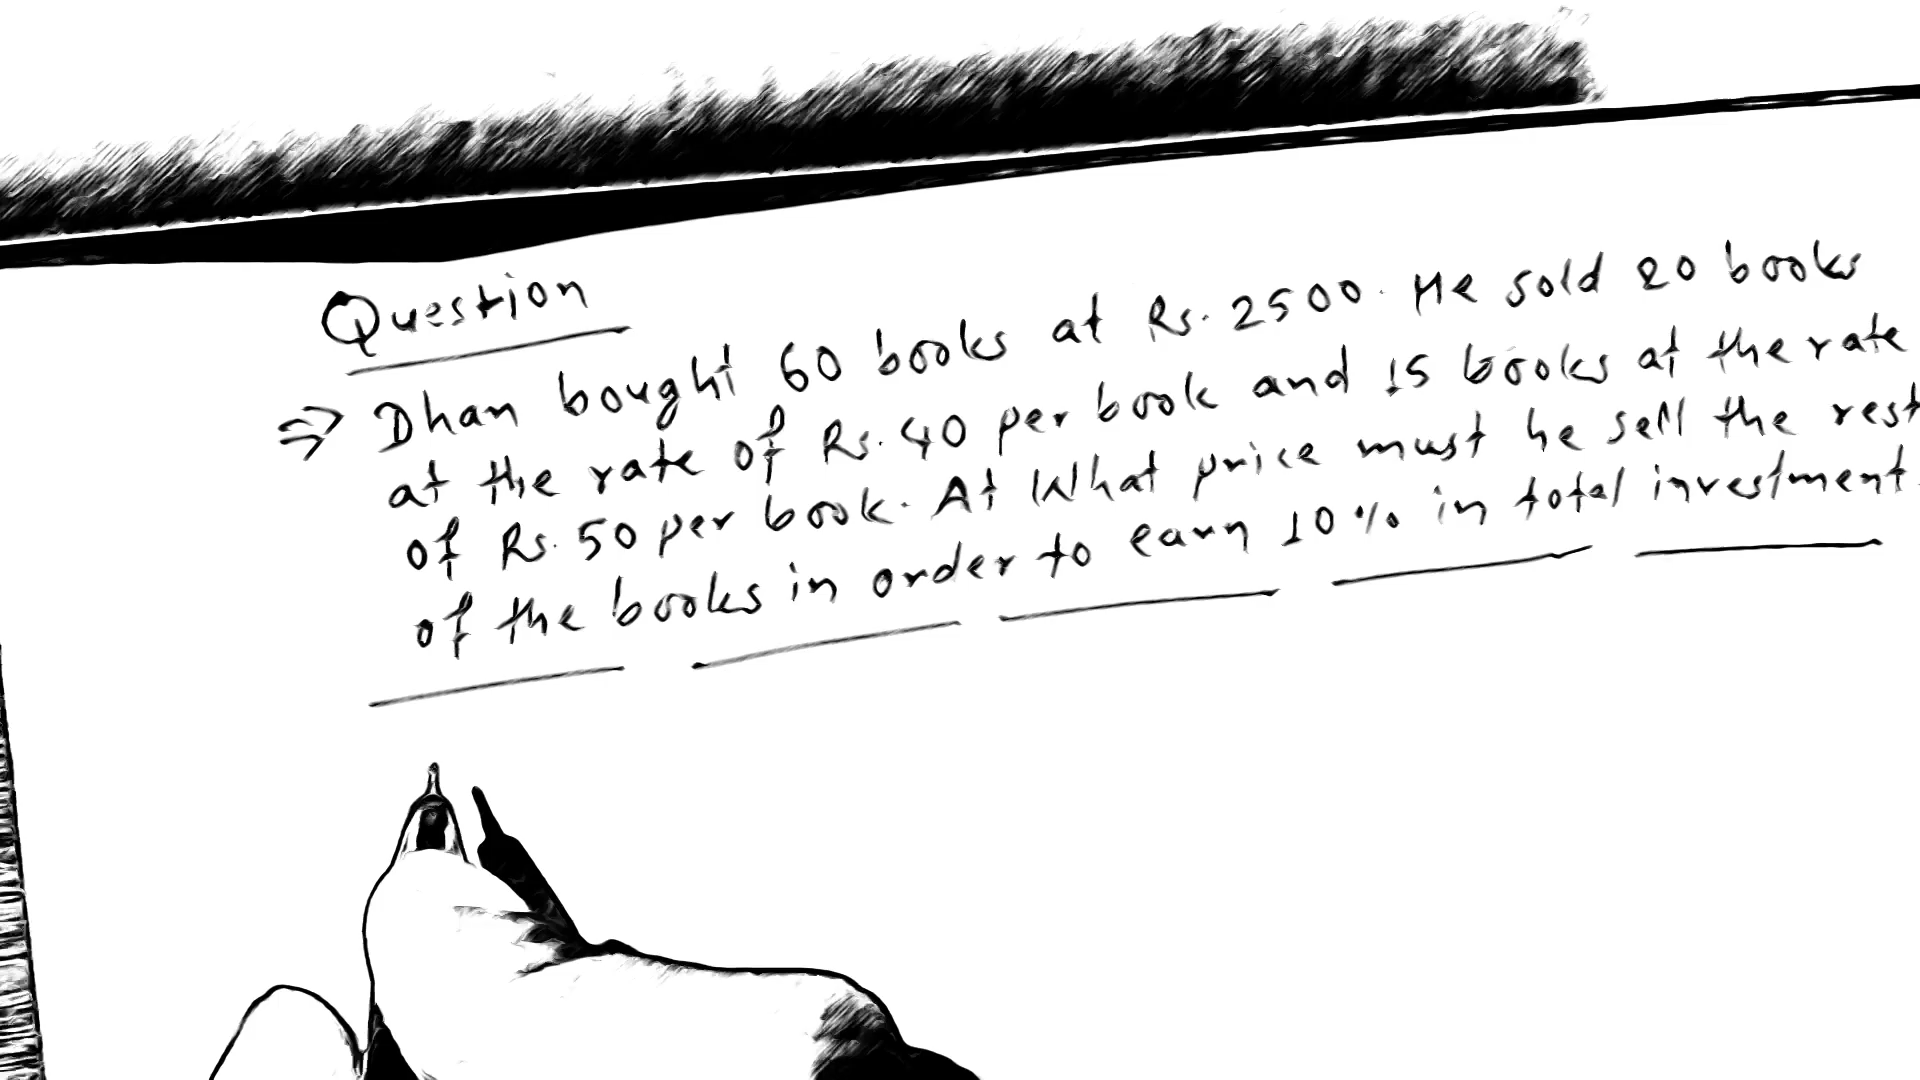 Question
⇒ Dhan bought 60 books at Rs. 2500. He sold 20 books
at the rate of Rs. 40 per book and 15 books at the rate
of Rs. 50 per book. At What price must he sell the rest
of the books in order to earn 10% in total investment.